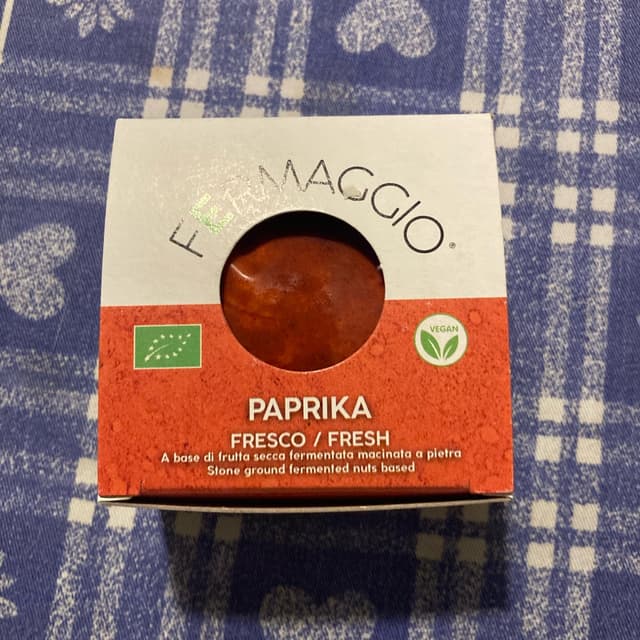 FERMAGGIO®
VEGAN
PAPRIKA
FRESCO / FRESH
A base di frutta secca fermentata macinata a pietra
Stone ground fermented nuts based